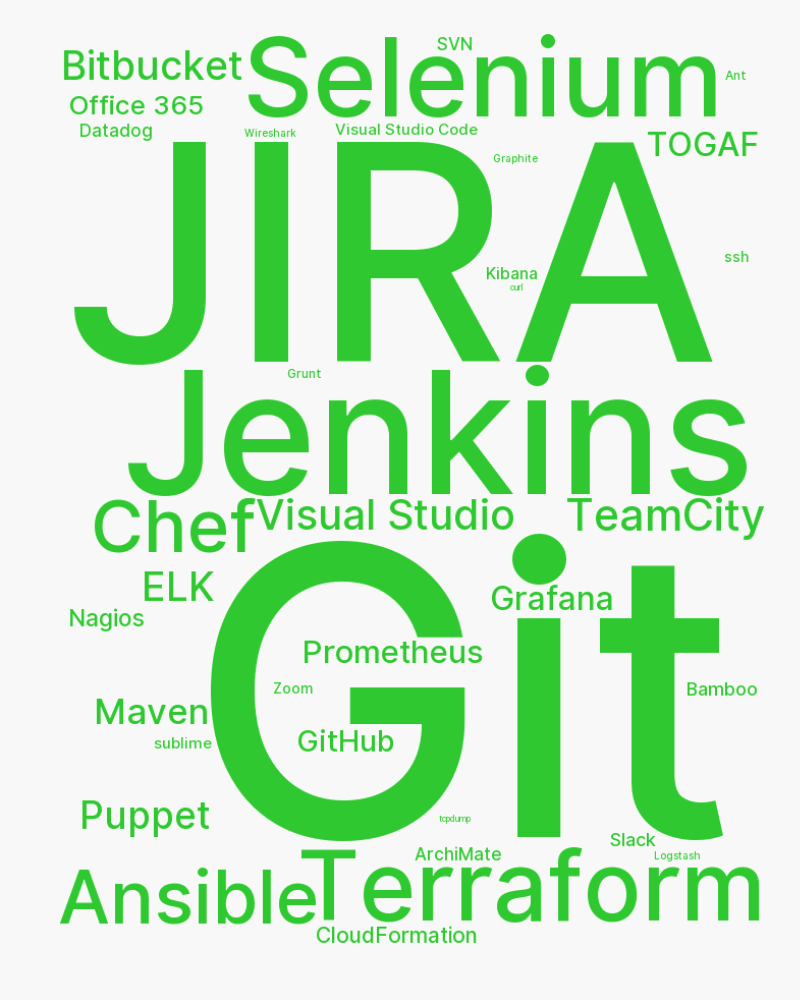 SVN
Bitbucket
Selenium
Ant
Office 365
Datadog
Wireshark
Visual Studio Code
TOGAF
Graphite
JIRA
ssh
Kibana
curl
Grunt
Jenkins
Chef
Visual Studio
TeamCity
ELK
Grafana
Nagios
Git
Prometheus
Zoom
Bamboo
Maven
GitHub
sublime
Puppet
tcpdump
Slack
ArchiMate
Logstash
Ansible
Terraform
CloudFormation